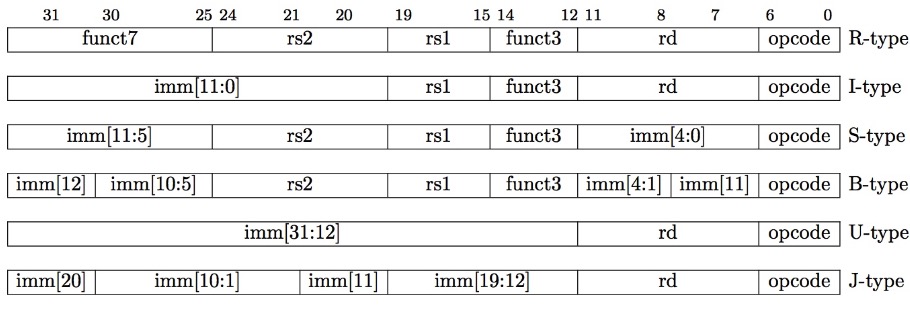 31 30 25 24 21 20 19 15 14 12 11 8 7 6 0
funct7 rs2 rs1 funct3 rd opcode R-type
imm[11:0] rs1 funct3 rd opcode I-type
imm[11:5] rs2 rs1 funct3 imm[4:0] opcode S-type
imm[12] imm[10:5] rs2 rs1 funct3 imm[4:1] imm[11] opcode B-type
imm[31:12] rd opcode U-type
imm[20] imm[10:1] imm[11] imm[19:12] rd opcode J-type